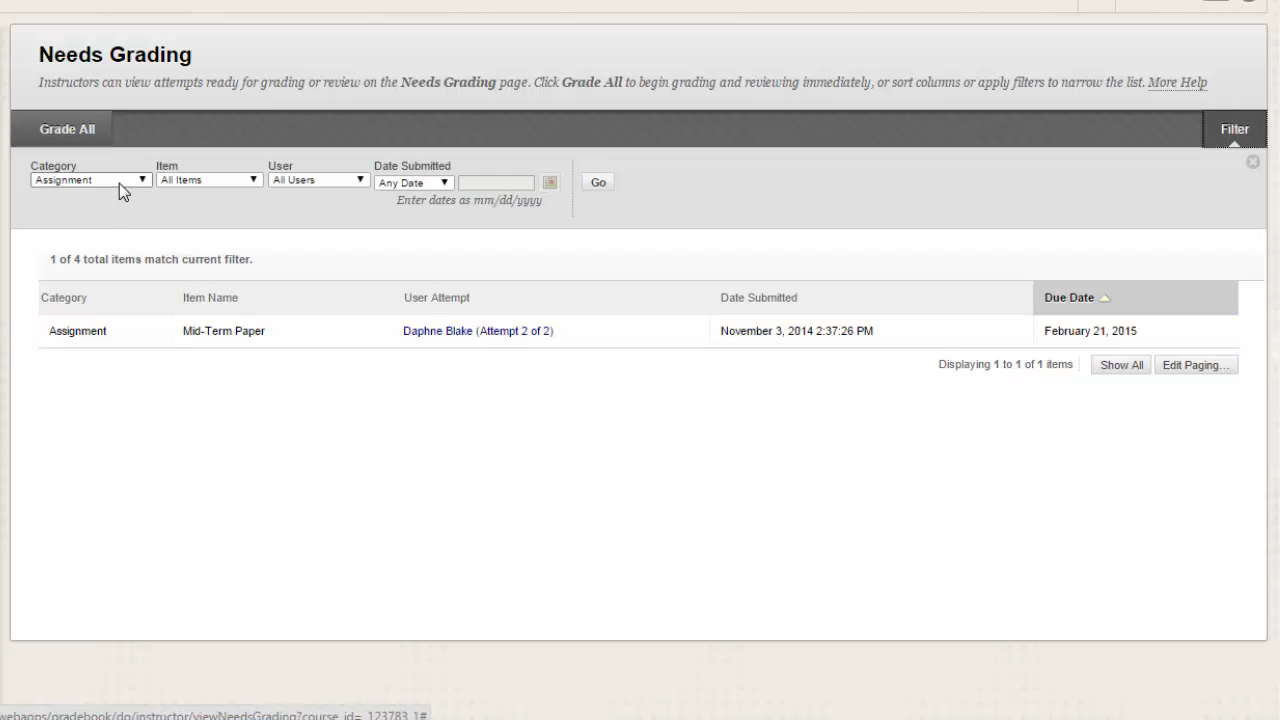 Needs Grading
Instructors can view attempts ready for grading or review on the Needs Grading page. Click Grade All to begin grading and reviewing immediately, or sort columns or apply filters to narrow the list. More Help
Grade All
Filter
Category Item User Date Submitted
Assignment All Items All Users Any Date Go
Enter dates as mm/dd/yyyy
1 of 4 total items match current filter.
Category Item Name User Attempt Date Submitted Due Date
Assignment Mid-Term Paper Daphne Blake (Attempt 2 of 2) November 3, 2014 2:37:26 PM February 21, 2015
Displaying 1 to 1 of 1 items Show All Edit Paging...
webapps/gradebook/do/instructor/viewNeedsGrading?course_id=_123783_1#